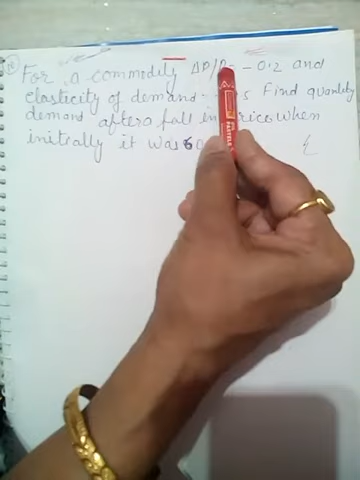 For a commodity ΔP/P= -0.2 and
elasticity of demand Find quantity
demand after a fall in price when
initially it was 60